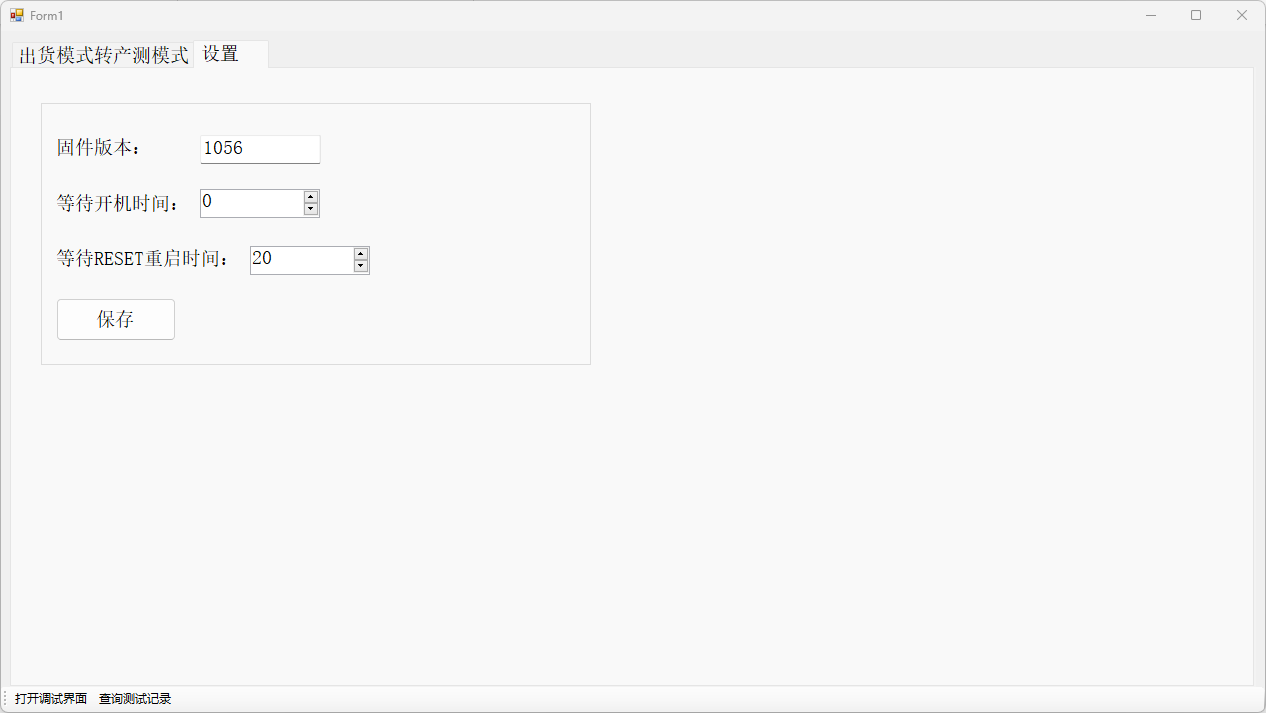 Form1
出货模式转产测模式 设置
固件版本： 1056
等待开机时间： 0
等待RESET重启时间： 20
保存
打开调试界面 查询测试记录